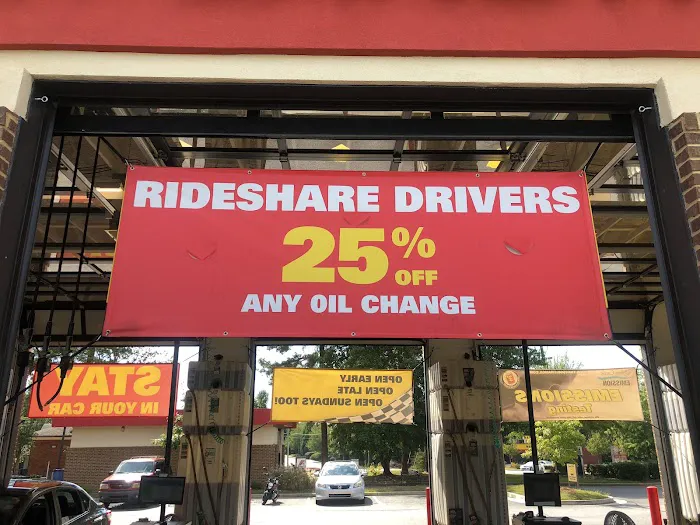 RIDESHARE DRIVERS
25% OFF
ANY OIL CHANGE
STAY
IN YOUR CAR
OPEN EARLY
OPEN LATE
OPEN SUNDAYS TOO!
EMISSION
EMISSIONS
Testing